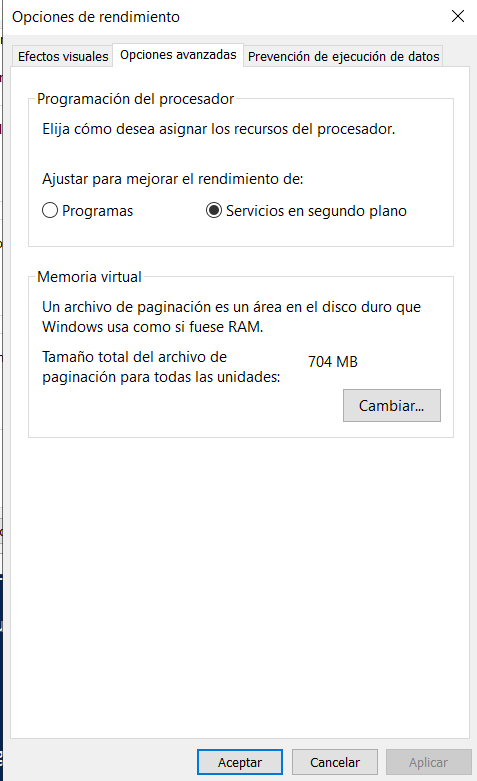 Opciones de rendimiento
Efectos visuales
Opciones avanzadas
Prevención de ejecución de datos
Programación del procesador
Elija cómo desea asignar los recursos del procesador.
Ajustar para mejorar el rendimiento de:
Programas
Servicios en segundo plano
Memoria virtual
Un archivo de paginación es un área en el disco duro que
Windows usa como si fuese RAM.
Tamaño total del archivo de
paginación para todas las unidades:
704 MB
Cambiar...
Aceptar
Cancelar
Aplicar